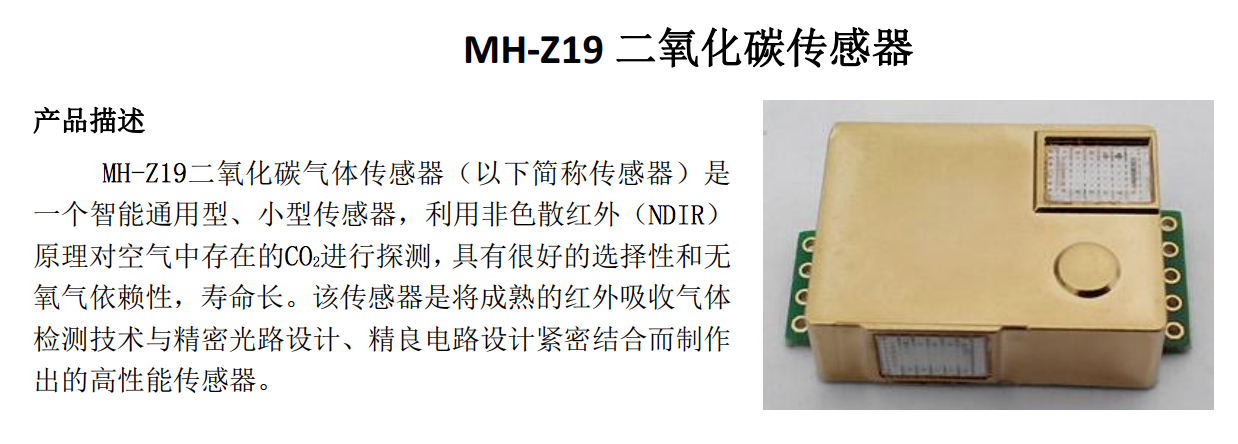 MH-Z19 二氧化碳传感器
产品描述
MH-Z19二氧化碳气体传感器（以下简称传感器）是
一个智能通用型、小型传感器，利用非色散红外（NDIR）
原理对空气中存在的CO₂进行探测，具有很好的选择性和无
氧气依赖性，寿命长。该传感器是将成熟的红外吸收气体
检测技术与精密光路设计、精良电路设计紧密结合而制作
出的高性能传感器。